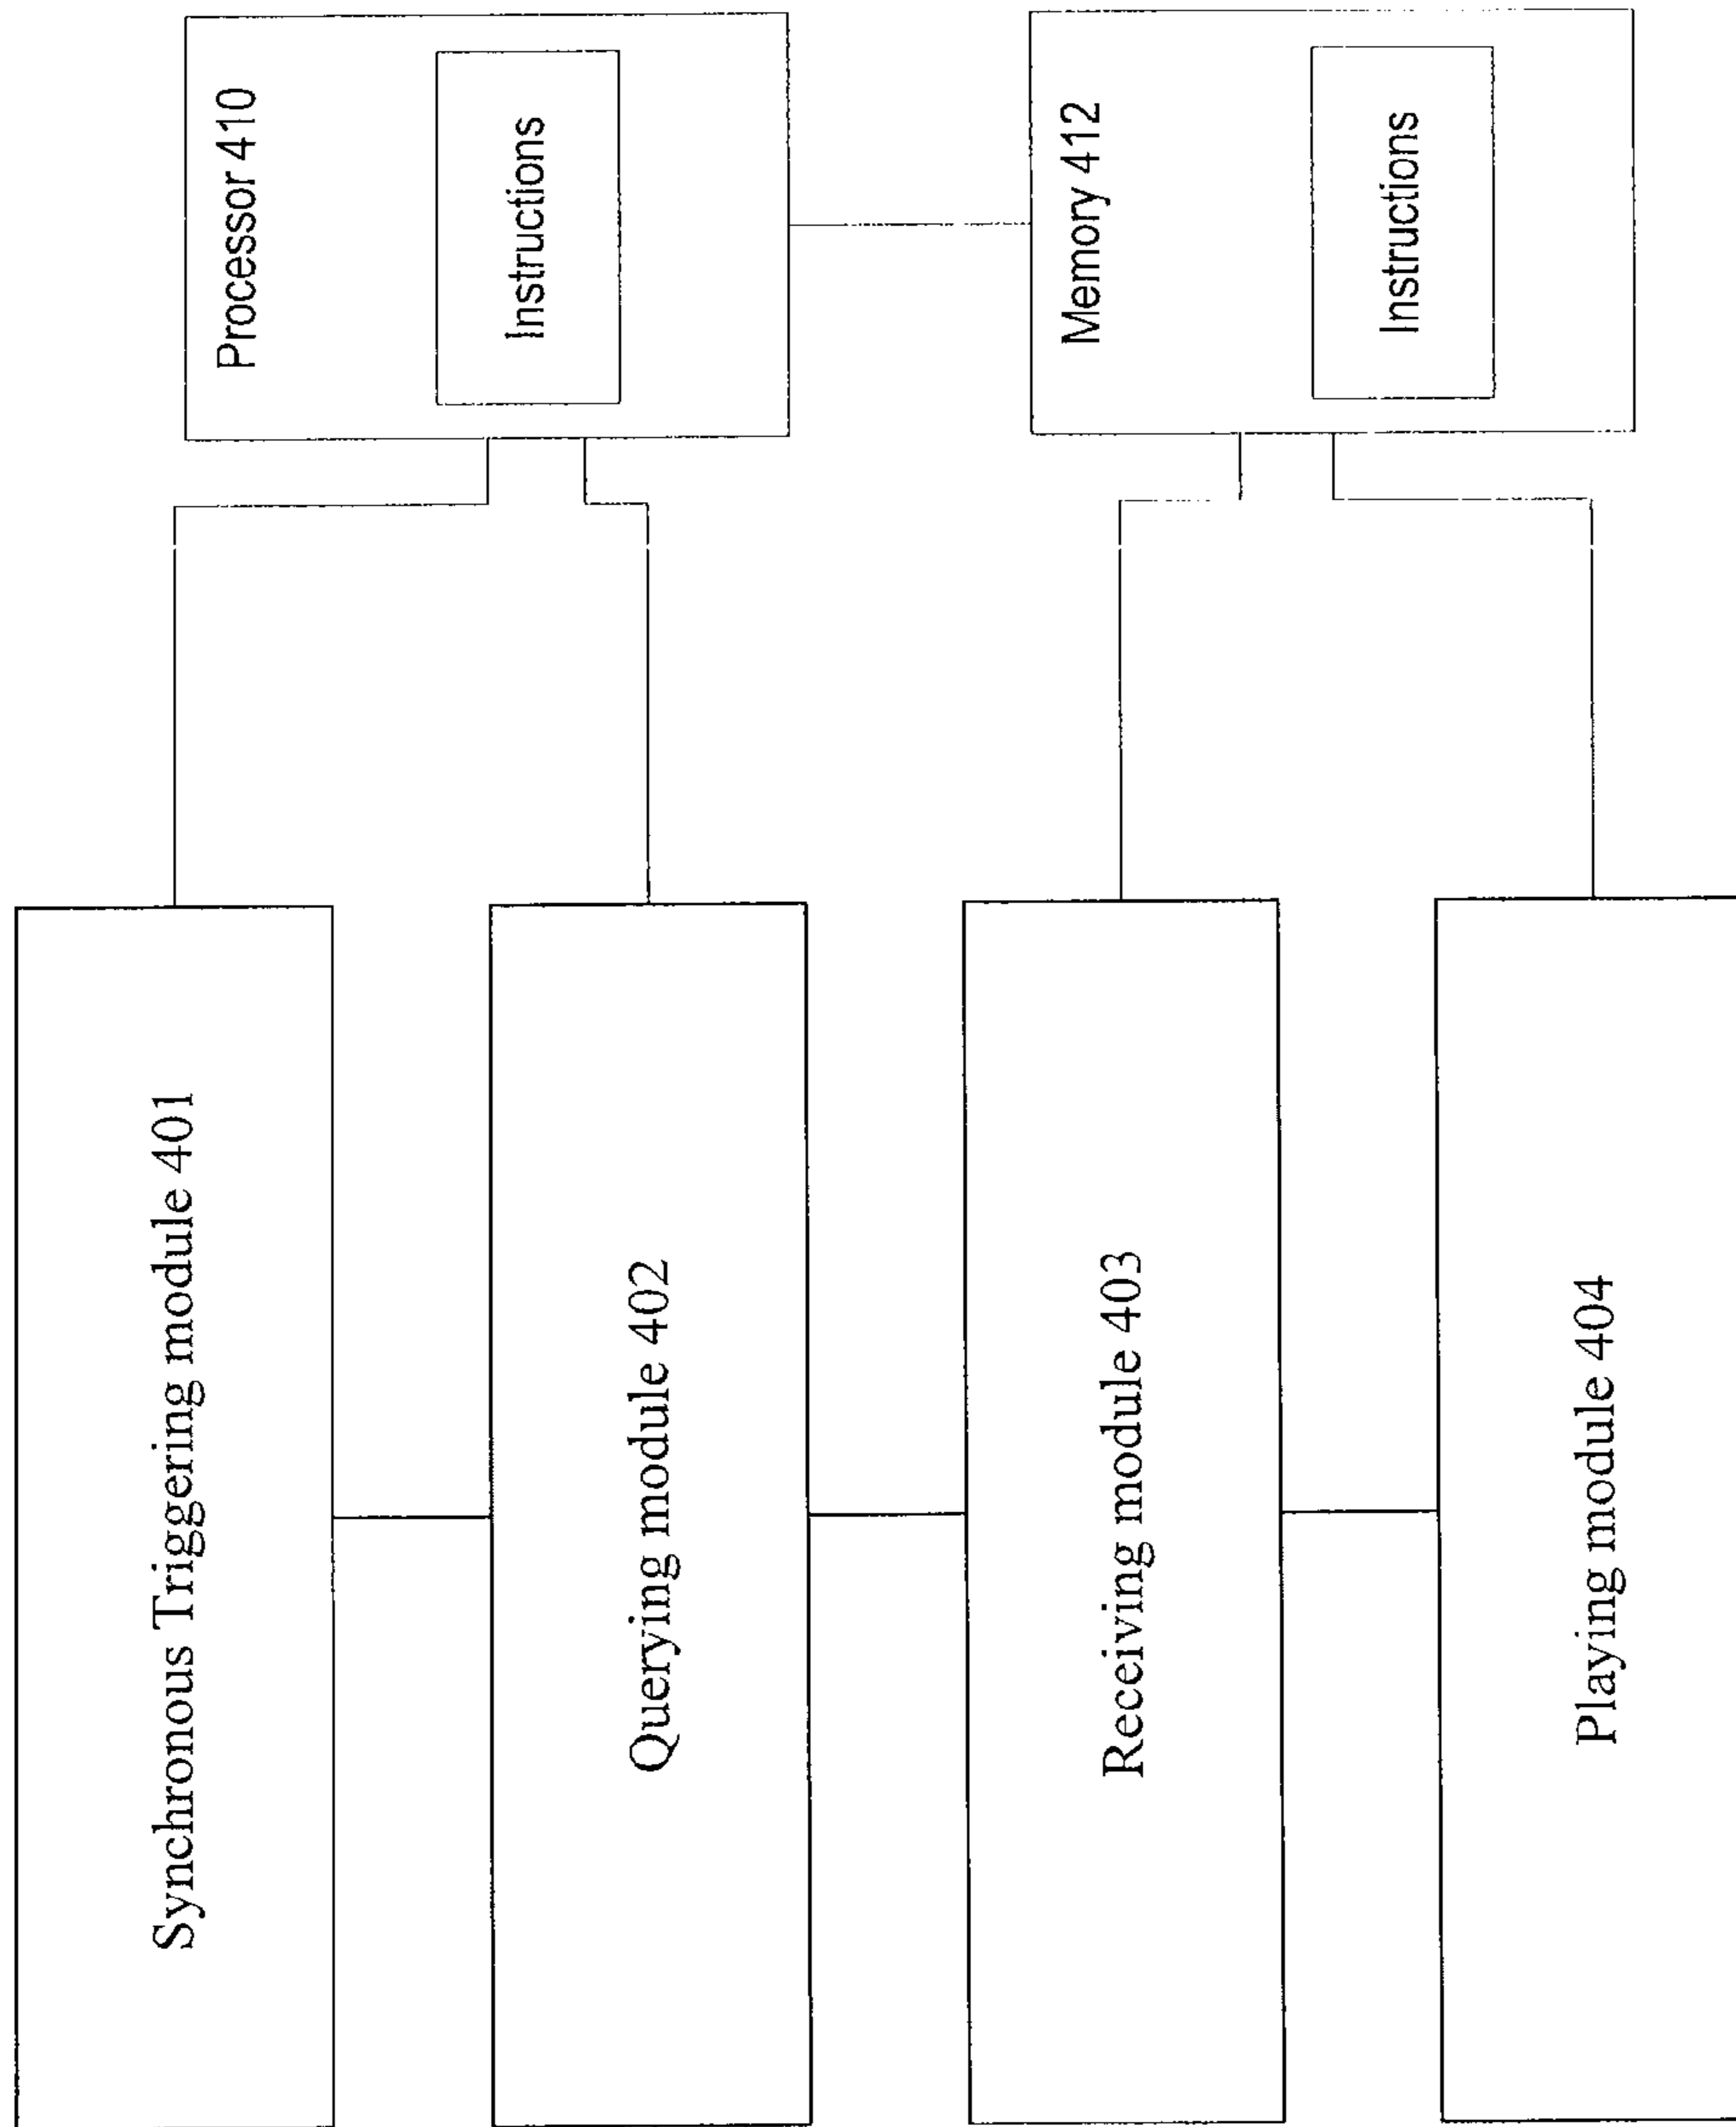 Synchronous Triggering module 401
Querying module 402
Receiving module 403
Playing module 404
Processor 410
Instructions
Memory 412
Instructions